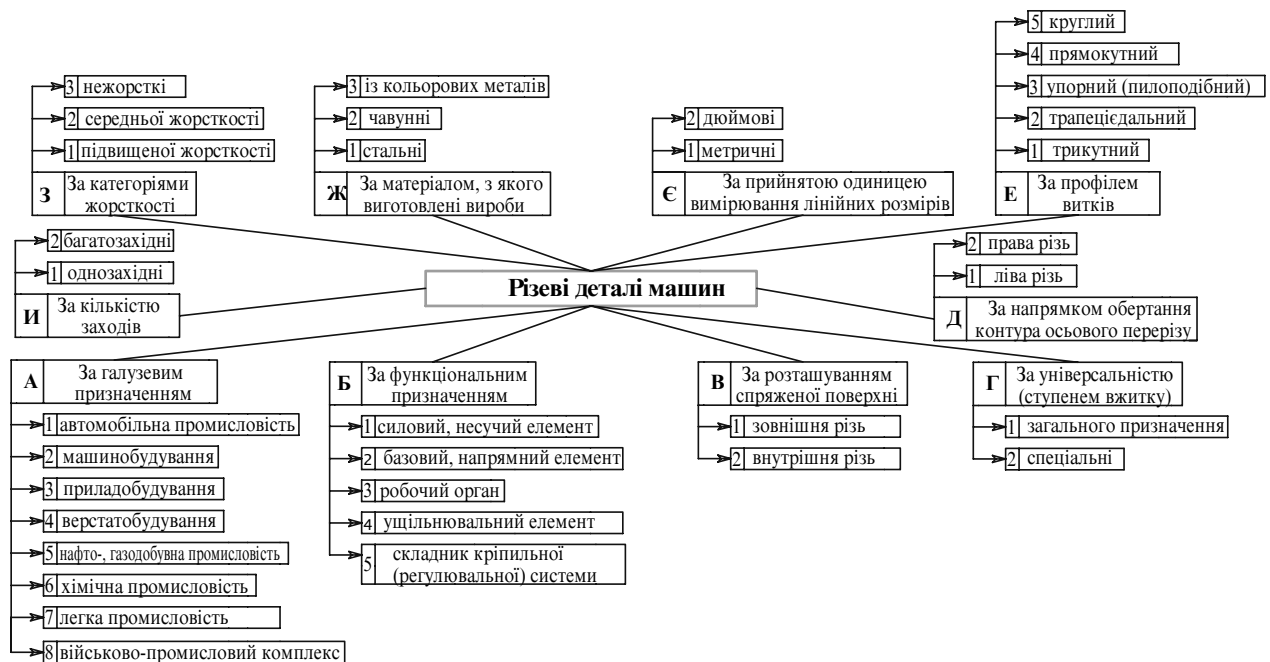 5 круглий
4 прямокутний
3 упорний (пилоподібний)
2 трапецієдальний
1 трикутний
Е За профілем
витків
3 нежорсткі
2 середньої жорсткості
1 підвищеної жорсткості
З За категоріями
жорсткості
3 із кольорових металів
2 чавунні
1 стальні
Ж За матеріалом, з якого
виготовлені вироби
2 дюймові
1 метричні
Є За прийнятою одиницею
вимірювання лінійних розмірів
2 багатозахідні
1 однозахідні
И За кількістю
заходів
Різеві деталі машин
2 права різь
1 ліва різь
Д За напрямком обертання
контура осьового перерізу
А За галузевим
призначенням
1 автомобільна промисловість
2 машинобудування
3 приладобудування
4 верстатобудування
5 нафто-, газодобувна промисловість
6 хімічна промисловість
7 легка промисловість
8 військово-промисловий комплекс
Б За функціональним
призначенням
1 силовий, несучий елемент
2 базовий, напрямний елемент
3 робочий орган
4 ущільнювальний елемент
5 складник кріпильної
(регулювальної) системи
В За розташуванням
спряженої поверхні
1 зовнішня різь
2 внутрішня різь
Г За універсальністю
(ступенем вжитку)
1 загального призначення
2 спеціальні